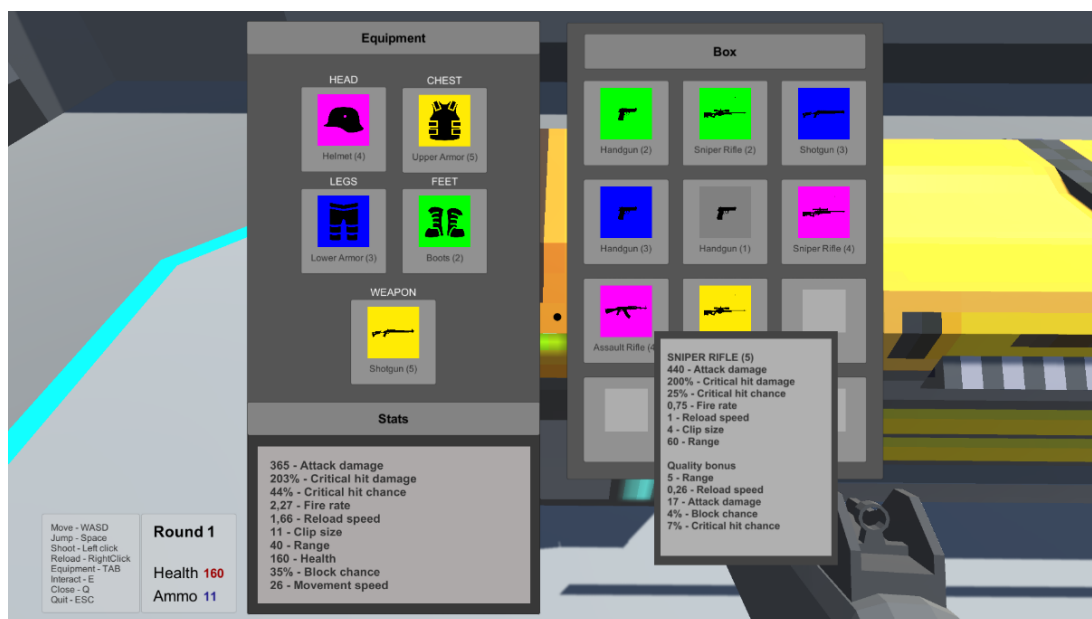 Equipment
HEAD
CHEST
Helmet (4)
Upper Armor (5)
LEGS
FEET
Lower Armor (3)
Boots (2)
WEAPON
Shotgun (5)
Stats
365 - Attack damage
203% - Critical hit damage
44% - Critical hit chance
2,27 - Fire rate
1,66 - Reload speed
11 - Clip size
40 - Range
160 - Health
35% - Block chance
26 - Movement speed
Box
Handgun (2)
Sniper Rifle (2)
Shotgun (3)
Handgun (3)
Handgun (1)
Sniper Rifle (4)
Assault Rifle (4
SNIPER RIFLE (5)
440 - Attack damage
200% - Critical hit damage
25% - Critical hit chance
0,75 - Fire rate
1 - Reload speed
4 - Clip size
60 - Range
Quality bonus
5 - Range
0,26 - Reload speed
17 - Attack damage
4% - Block chance
7% - Critical hit chance
Move - WASD
Jump - Space
Shoot - Left click
Reload - RightClick
Equipment - TAB
Interact - E
Close - Q
Quit - ESC
Round 1
Health 160
Ammo 11